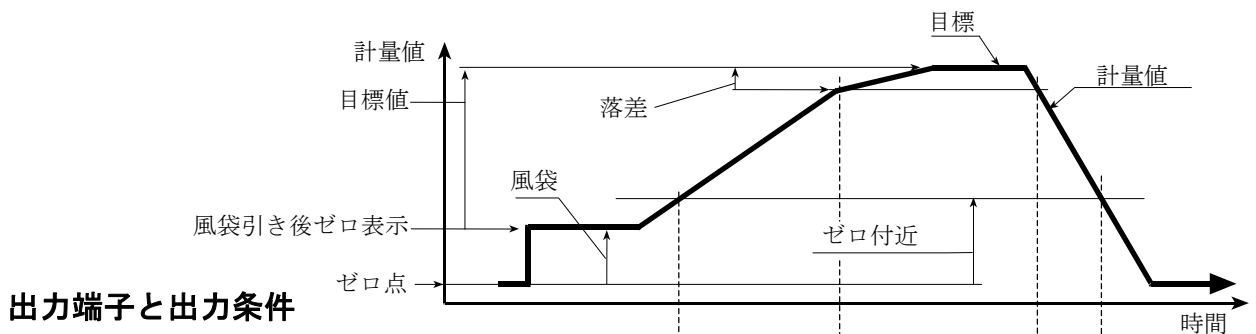 目標
計量値
計量値
目標値
落差
風袋
風袋引き後ゼロ表示
ゼロ付近
ゼロ点
出力端子と出力条件
時間